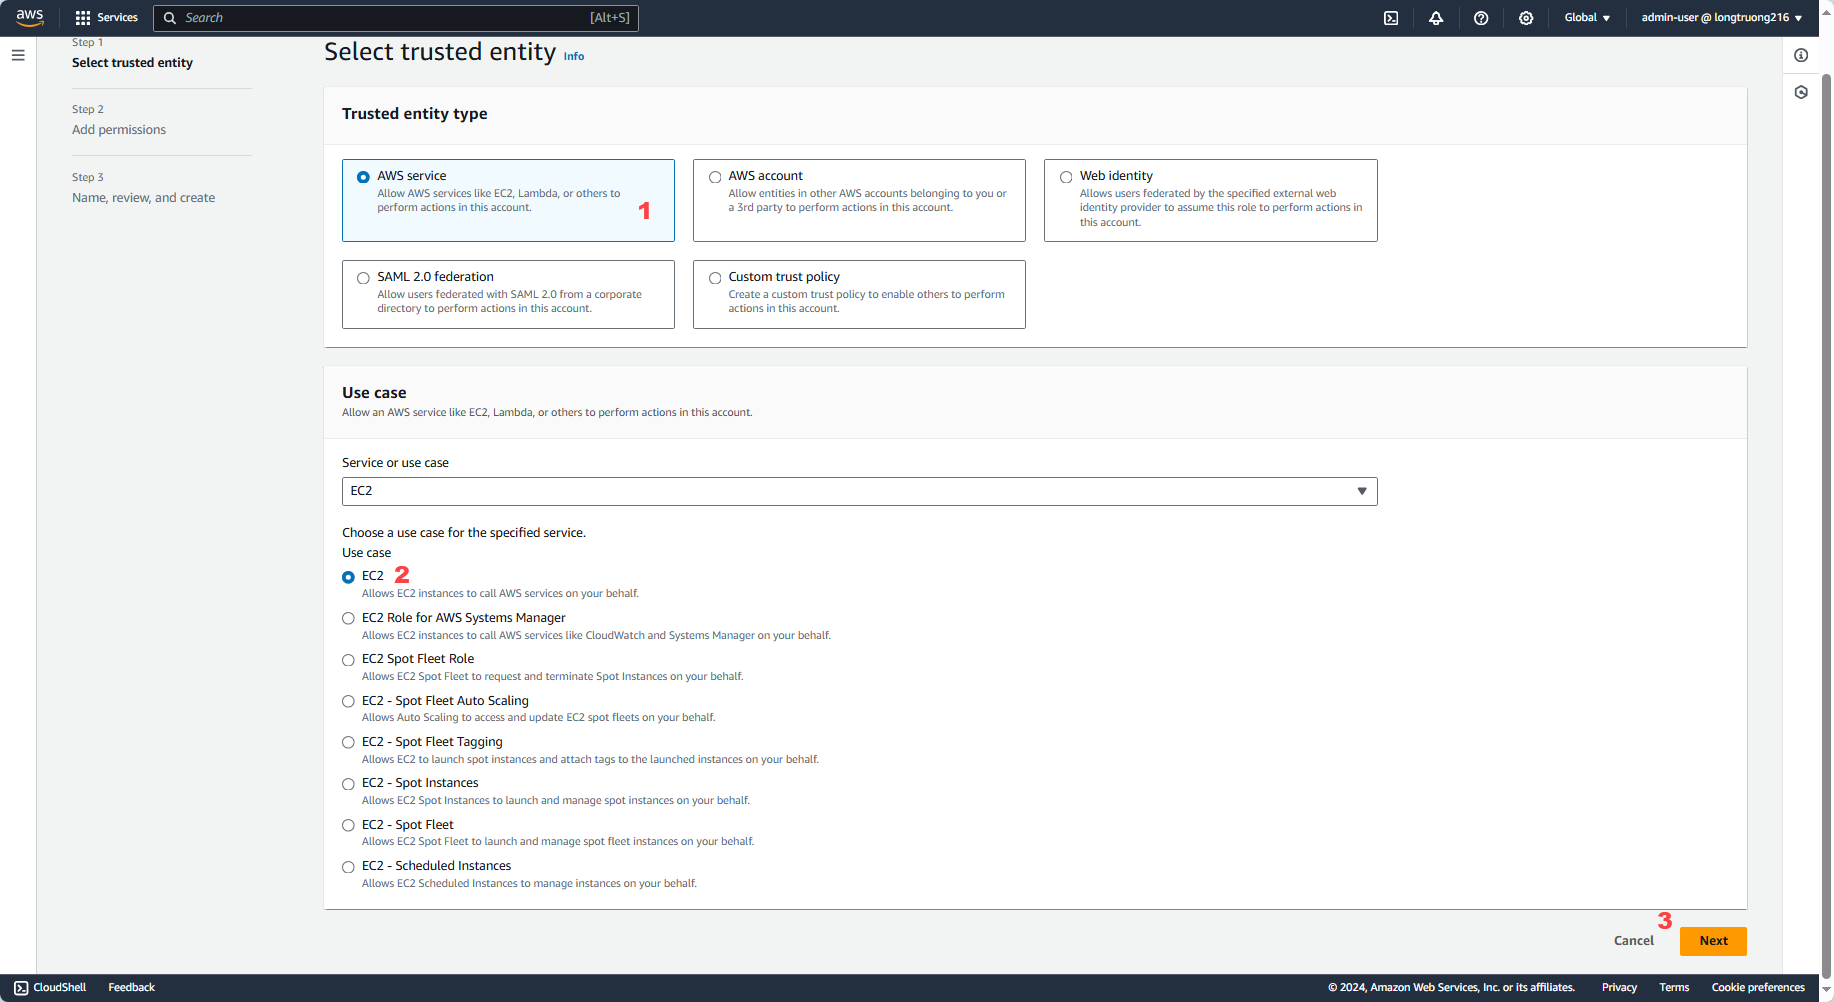 aws
Services
Search
[Alt+S]
Global
admin-user @ longtruong216
Step 1
Select trusted entity
Step 2
Add permissions
Step 3
Name, review, and create
Select trusted entity Info
Trusted entity type
AWS service
Allow AWS services like EC2, Lambda, or others to
perform actions in this account.
1
AWS account
Allow entities in other AWS accounts belonging to you or
a 3rd party to perform actions in this account.
Web identity
Allows users federated by the specified external web
identity provider to assume this role to perform actions in
this account.
SAML 2.0 federation
Allow users federated with SAML 2.0 from a corporate
directory to perform actions in this account.
Custom trust policy
Create a custom trust policy to enable others to perform
actions in this account.
Use case
Allow an AWS service like EC2, Lambda, or others to perform actions in this account.
Service or use case
EC2
Choose a use case for the specified service.
Use case
EC2 2
Allows EC2 instances to call AWS services on your behalf.
EC2 Role for AWS Systems Manager
Allows EC2 instances to call AWS services like CloudWatch and Systems Manager on your behalf.
EC2 Spot Fleet Role
Allows EC2 Spot Fleet to request and terminate Spot Instances on your behalf.
EC2 - Spot Fleet Auto Scaling
Allows Auto Scaling to access and update EC2 spot fleets on your behalf.
EC2 - Spot Fleet Tagging
Allows EC2 to launch spot instances and attach tags to the launched instances on your behalf.
EC2 - Spot Instances
Allows EC2 Spot Instances to launch and manage spot instances on your behalf.
EC2 - Spot Fleet
Allows EC2 Spot Fleet to launch and manage spot fleet instances on your behalf.
EC2 - Scheduled Instances
Allows EC2 Scheduled Instances to manage instances on your behalf.
3
Cancel
Next
CloudShell
Feedback
© 2024, Amazon Web Services, Inc. or its affiliates.
Privacy
Terms
Cookie preferences